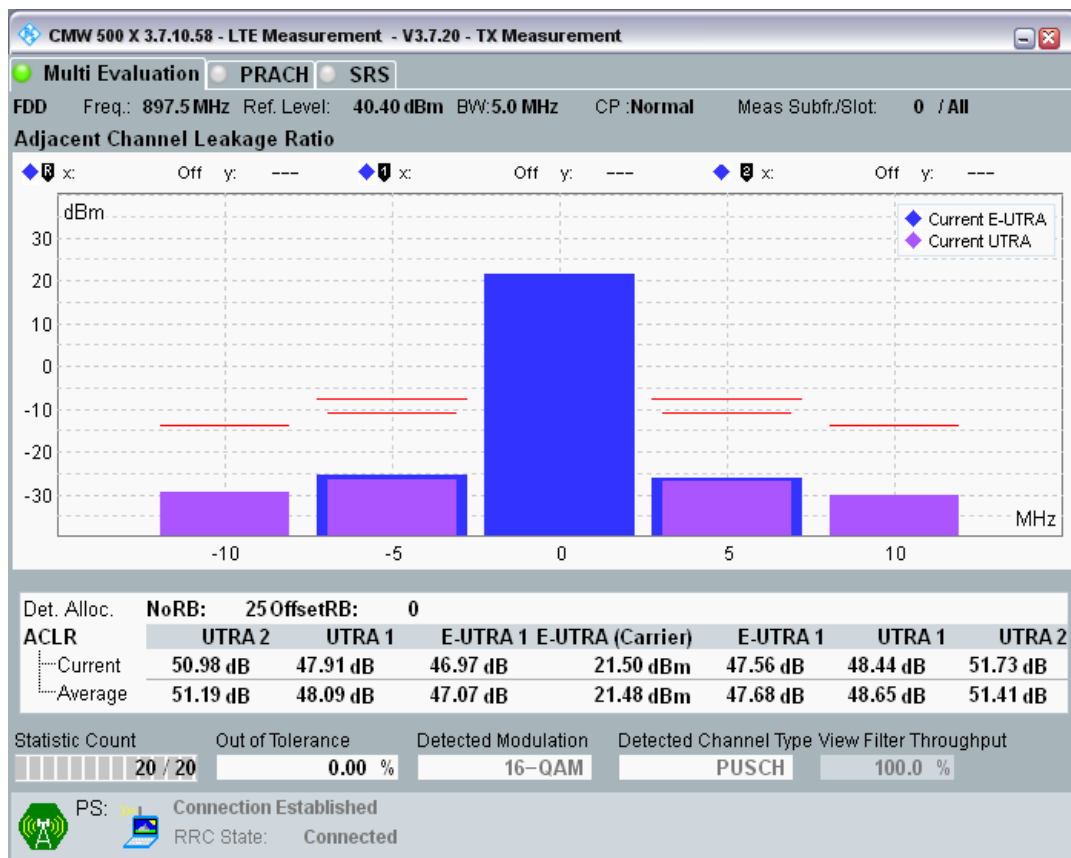 CMW 500 X 3.7.10.58 - LTE Measurement - V3.7.20 - TX Measurement
Multi Evaluation PRACH SRS
FDD Freq.: 897.5 MHz Ref. Level: 40.40 dBm BW:5.0 MHz CP :Normal Meas Subfr./Slot: 0 / All
Adjacent Channel Leakage Ratio
R x: Off y: --- 1 x: Off y: --- 2 x: Off y: ---
dBm
Current E-UTRA
Current UTRA
30
20
10
0
-10
-20
-30
MHz
-10 -5 0 5 10
Det. Alloc. NoRB: 25 OffsetRB: 0
ACLR UTRA 2 UTRA 1 E-UTRA 1 E-UTRA (Carrier) E-UTRA 1 UTRA 1 UTRA 2
Current 50.98 dB 47.91 dB 46.97 dB 21.50 dBm 47.56 dB 48.44 dB 51.73 dB
Average 51.19 dB 48.09 dB 47.07 dB 21.48 dBm 47.68 dB 48.65 dB 51.41 dB
Statistic Count Out of Tolerance Detected Modulation Detected Channel Type View Filter Throughput
20 / 20 0.00 % 16-QAM PUSCH 100.0 %
PS: Connection Established
RRC State: Connected